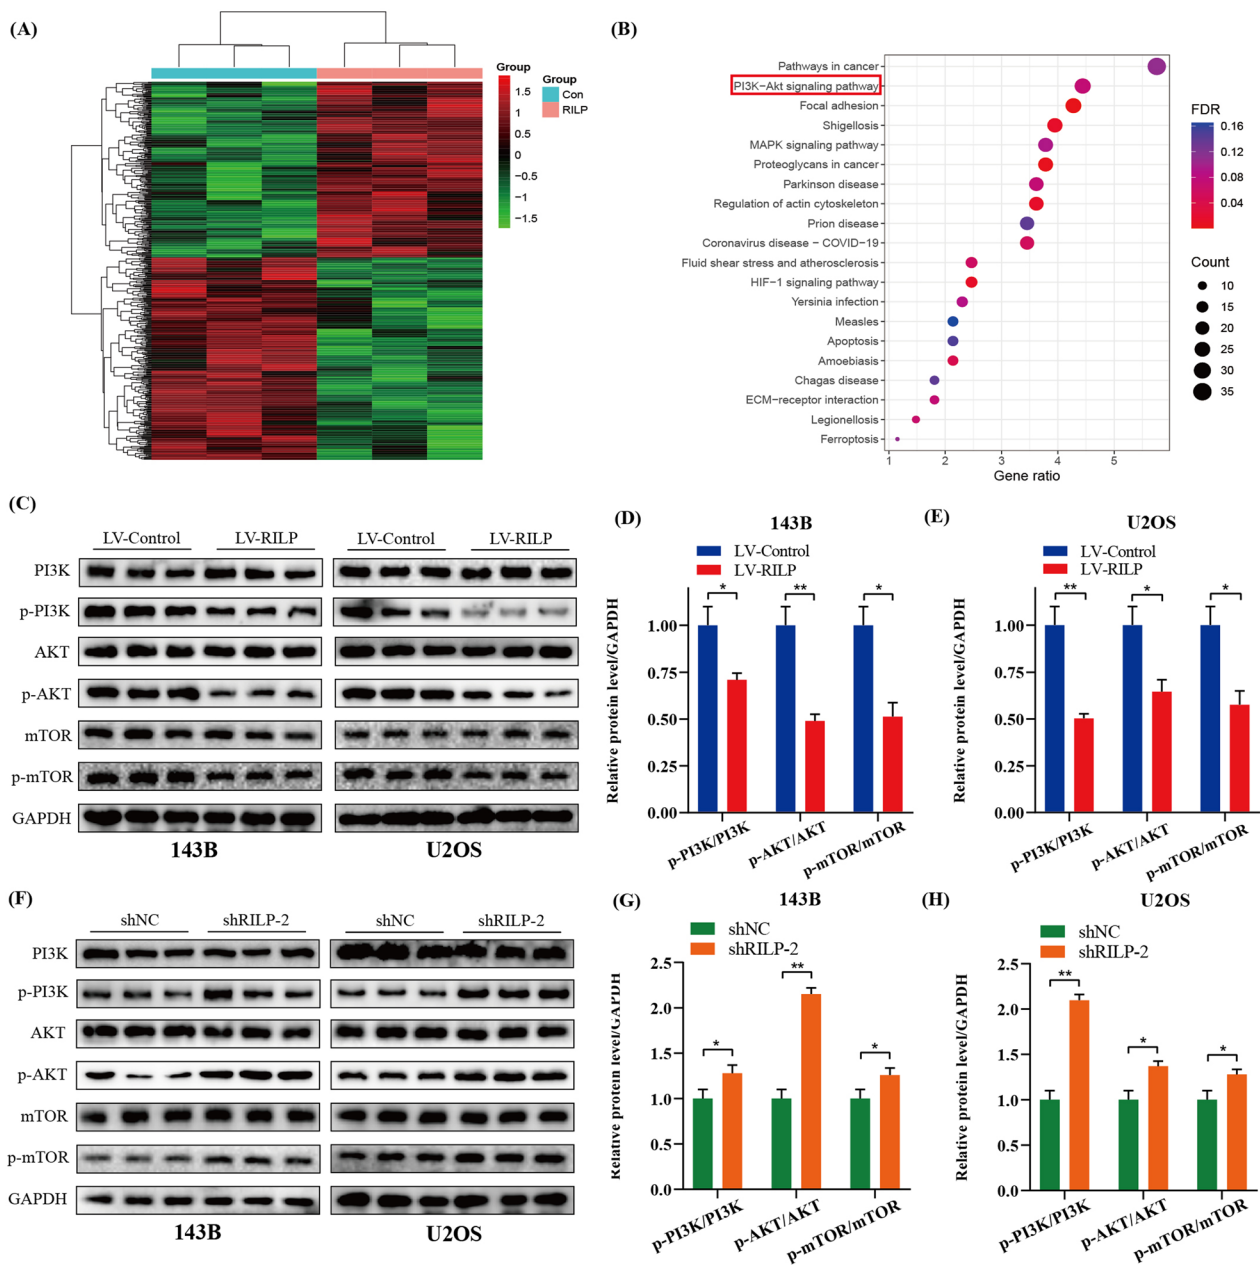 (A)
Group
1.5
1
0.5
0
−0.5
−1
−1.5
Group
Con
RILP
(B)
Pathways in cancer
PI3K−Akt signaling pathway
Focal adhesion
Shigellosis
MAPK signaling pathway
Proteoglycans in cancer
Parkinson disease
Regulation of actin cytoskeleton
Prion disease
Coronavirus disease − COVID−19
Fluid shear stress and atherosclerosis
HIF−1 signaling pathway
Yersinia infection
Measles
Apoptosis
Amoebiasis
Chagas disease
ECM−receptor interaction
Legionellosis
Ferroptosis
1 2 3 4 5
Gene ratio
FDR
0.16
0.12
0.08
0.04
Count
10
15
20
25
30
35
(C)
LV-Control LV-RILP LV-Control LV-RILP
PI3K
p-PI3K
AKT
p-AKT
mTOR
p-mTOR
GAPDH
143B U2OS
(D)
143B
LV-Control
LV-RILP
Relative protein level/GAPDH
1.00
0.75
0.50
0.25
0.00
* ** *
p-PI3K/PI3K p-AKT/AKT p-mTOR/mTOR
(E)
U2OS
LV-Control
LV-RILP
Relative protein level/GAPDH
1.00
0.75
0.50
0.25
0.00
** * *
p-PI3K/PI3K p-AKT/AKT p-mTOR/mTOR
(F)
shNC shRILP-2 shNC shRILP-2
PI3K
p-PI3K
AKT
p-AKT
mTOR
p-mTOR
GAPDH
143B U2OS
(G)
143B
shNC
shRILP-2
Relative protein level/GAPDH
2.5
2.0
1.5
1.0
0.5
0.0
* ** *
p-PI3K/PI3K p-AKT/AKT p-mTOR/mTOR
(H)
U2OS
shNC
shRILP-2
Relative protein level/GAPDH
2.5
2.0
1.5
1.0
0.5
0.0
** * *
p-PI3K/PI3K p-AKT/AKT p-mTOR/mTOR